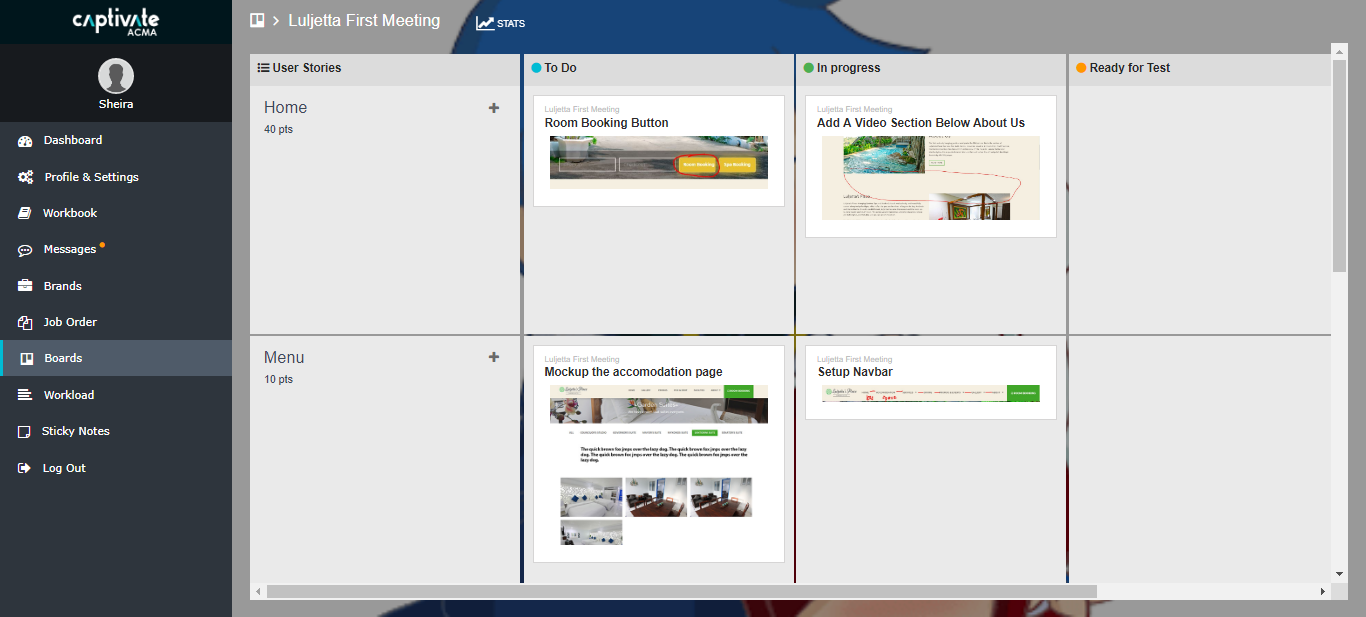 captivate
ACMA
Sheira
Dashboard
Profile & Settings
Workbook
Messages
Brands
Job Order
Boards
Workload
Sticky Notes
Log Out
Luljetta First Meeting
STATS
User Stories
To Do
In progress
Ready for Test
Home
40 pts
Luljetta First Meeting
Room Booking Button
Room Booking
Spa Booking
Luljetta First Meeting
Add A Video Section Below About Us
Menu
10 pts
Luljetta First Meeting
Mockup the accomodation page
The quick brown fox jmps over the lazy dog. The quick brown fox jmps over the lazy
dog. The quick brown fox jmps over the lazy dog. The quick brown fox jmps over the
lazy dog.
Luljetta First Meeting
Setup Navbar